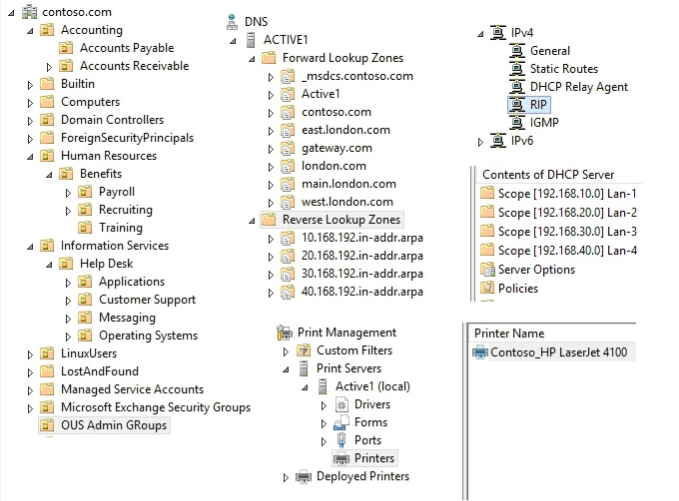 contoso.com
Accounting
Accounts Payable
Accounts Receivable
Builtin
Computers
Domain Controllers
ForeignSecurityPrincipals
Human Resources
Benefits
Payroll
Recruiting
Training
Information Services
Help Desk
Applications
Customer Support
Messaging
Operating Systems
LinuxUsers
LostAndFound
Managed Service Accounts
Microsoft Exchange Security Groups
OUS Admin GRoups
DNS
ACTIVE1
Forward Lookup Zones
_msdcs.contoso.com
Active1
contoso.com
east.london.com
gateway.com
london.com
main.london.com
west.london.com
Reverse Lookup Zones
10.168.192.in-addr.arpa
20.168.192.in-addr.arpa
30.168.192.in-addr.arpa
40.168.192.in-addr.arpa
Print Management
Custom Filters
Print Servers
Active1 (local)
Drivers
Forms
Ports
Printers
Deployed Printers
IPv4
General
Static Routes
DHCP Relay Agent
RIP
IGMP
IPv6
Contents of DHCP Server
Scope [192.168.10.0] Lan-1
Scope [192.168.20.0] Lan-2
Scope [192.168.30.0] Lan-3
Scope [192.168.40.0] Lan-4
Server Options
Policies
Printer Name
Contoso_HP LaserJet 4100